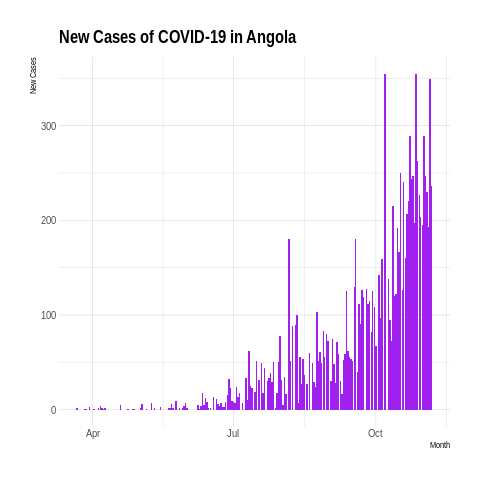 New Cases of COVID-19 in Angola
New Cases
300
200
100
0
Apr
Jul
Oct
Month